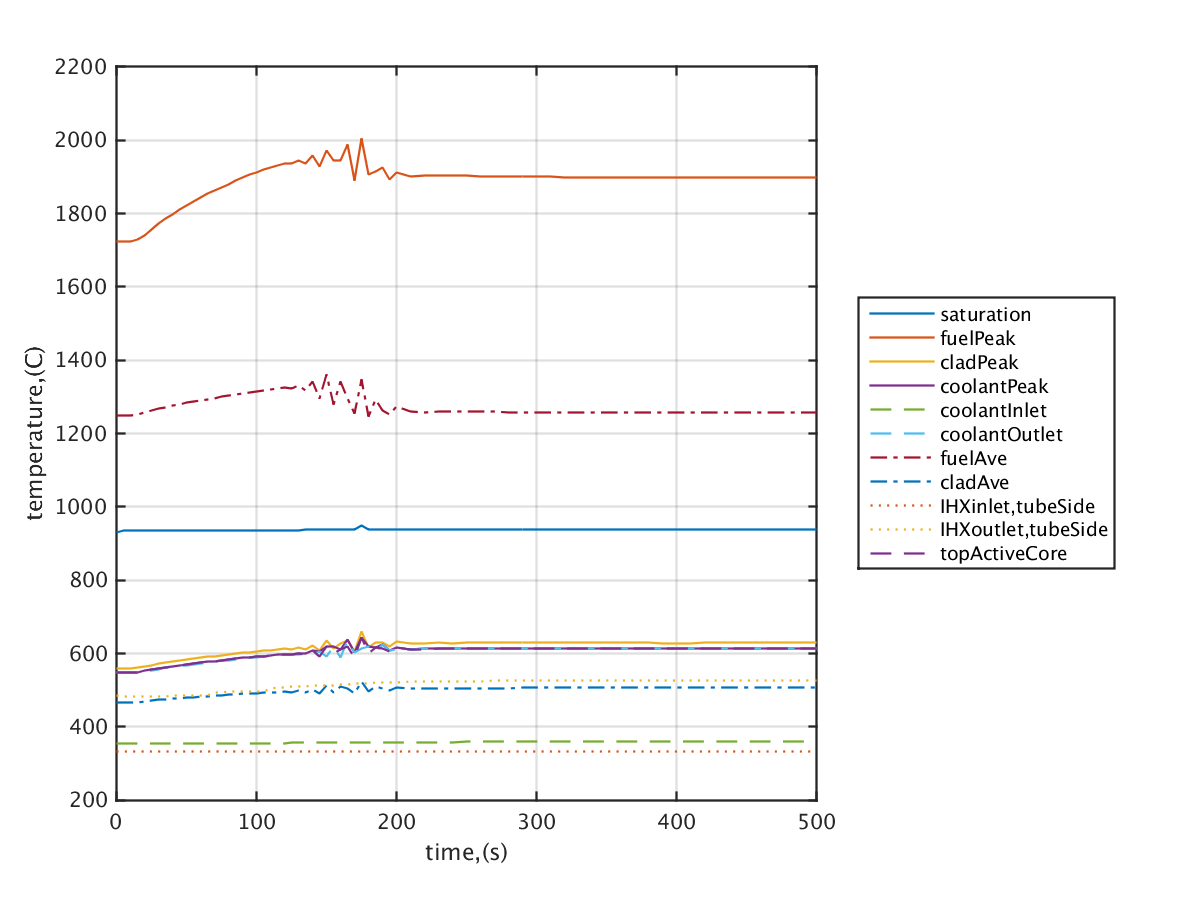 2200
2000
1800
1600
1400
1200
1000
800
600
400
200
temperature,(C)
0 100 200 300 400 500
time,(s)
saturation
fuelPeak
cladPeak
coolantPeak
coolantInlet
coolantOutlet
fuelAve
cladAve
IHXinlet,tubeSide
IHXoutlet,tubeSide
topActiveCore